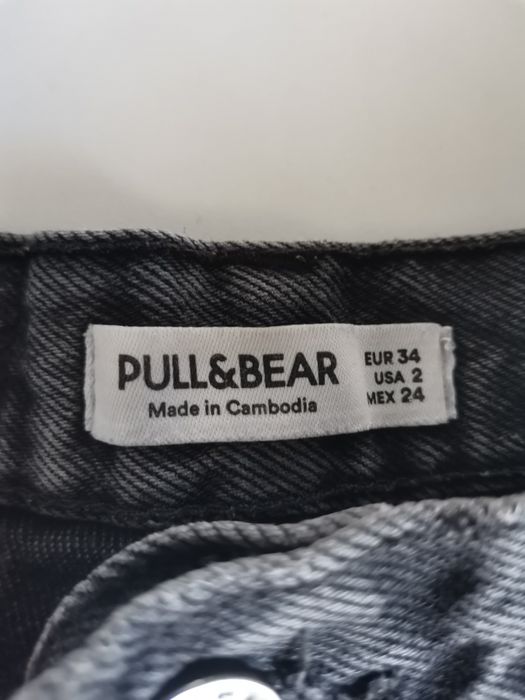 PULL&BEAR
Made in Cambodia
EUR 34
USA 2
MEX 24